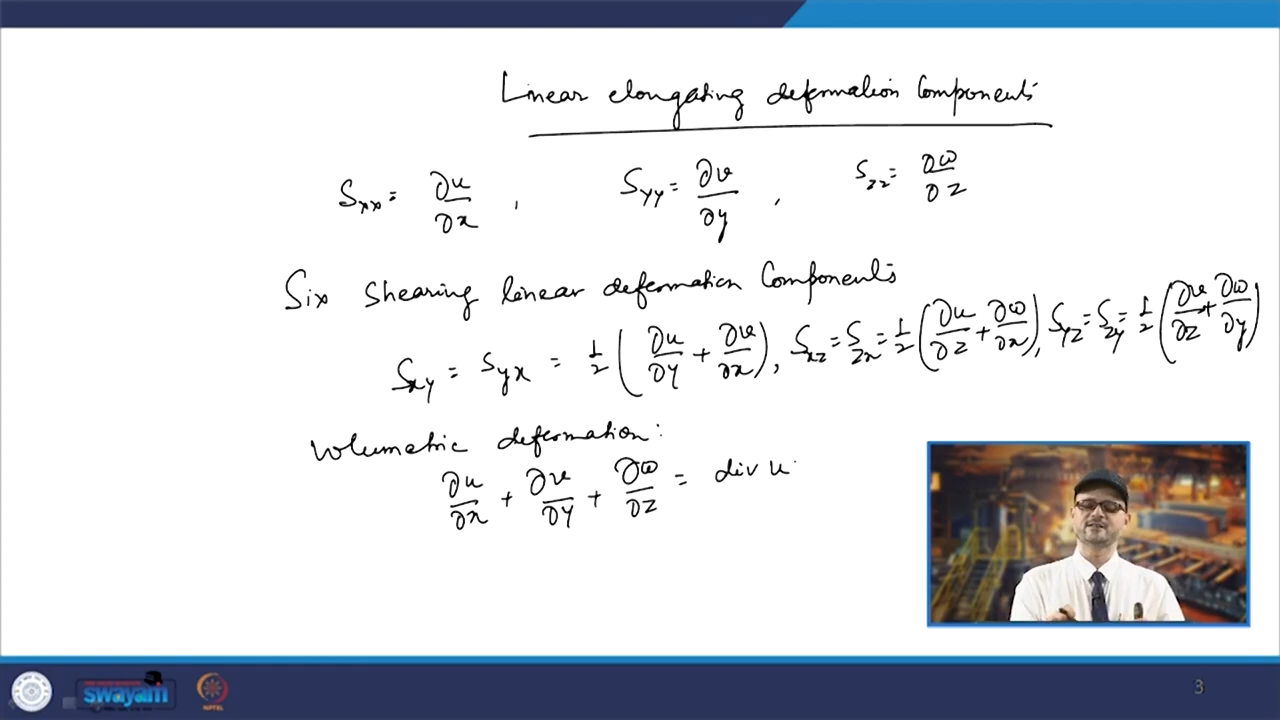 Linear elongating deformation Components
Sxx = ∂u/∂x , Syy = ∂v/∂y , Szz = ∂w/∂z
Six Shearing linear deformation Components
Sxy = Syx = 1/2 (∂u/∂y + ∂v/∂x), Sxz = Szx = 1/2 (∂u/∂z + ∂w/∂x), Syz = Szy = 1/2 (∂v/∂z + ∂w/∂y)
Volumetric deformation:
∂u/∂x + ∂v/∂y + ∂w/∂z = div u
swayam
NPTEL
3